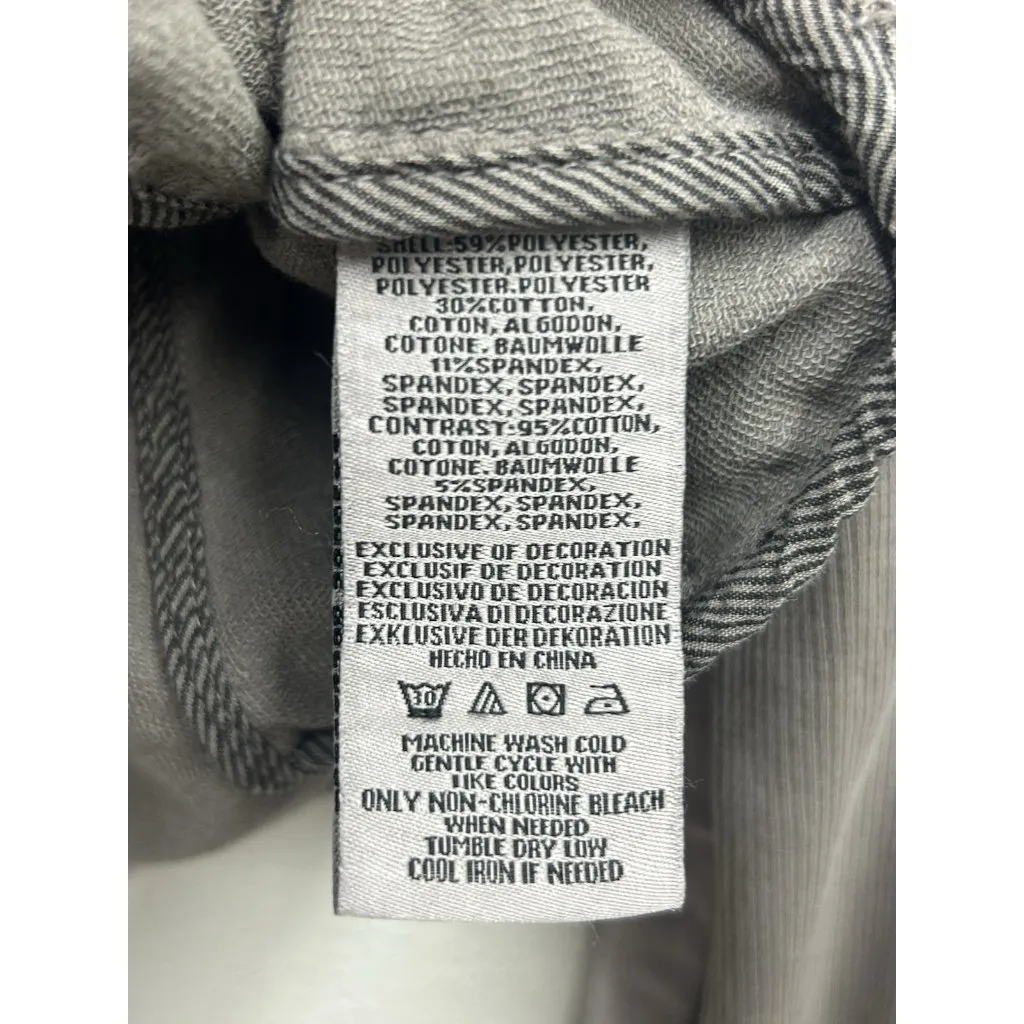 SHELL:59%POLYESTER,
POLYESTER,POLYESTER,
POLYESTER.POLYESTER
30%COTTON,
COTON, ALGODON,
COTONE. BAUMWOLLE
11%SPANDEX,
SPANDEX, SPANDEX,
SPANDEX, SPANDEX,
CONTRAST:95%COTTON,
COTON, ALGODON,
COTONE. BAUMWOLLE
5%SPANDEX,
SPANDEX, SPANDEX,
SPANDEX, SPANDEX,
EXCLUSIVE OF DECORATION
EXCLUSIF DE DECORATION
EXCLUSIVO DE DECORACION
ESCLUSIVA DI DECORAZIONE
EXKLUSIVE DER DEKORATION
HECHO EN CHINA
30
MACHINE WASH COLD
GENTLE CYCLE WITH
LIKE COLORS
ONLY NON-CHLORINE BLEACH
WHEN NEEDED
TUMBLE DRY LOW
COOL IRON IF NEEDED